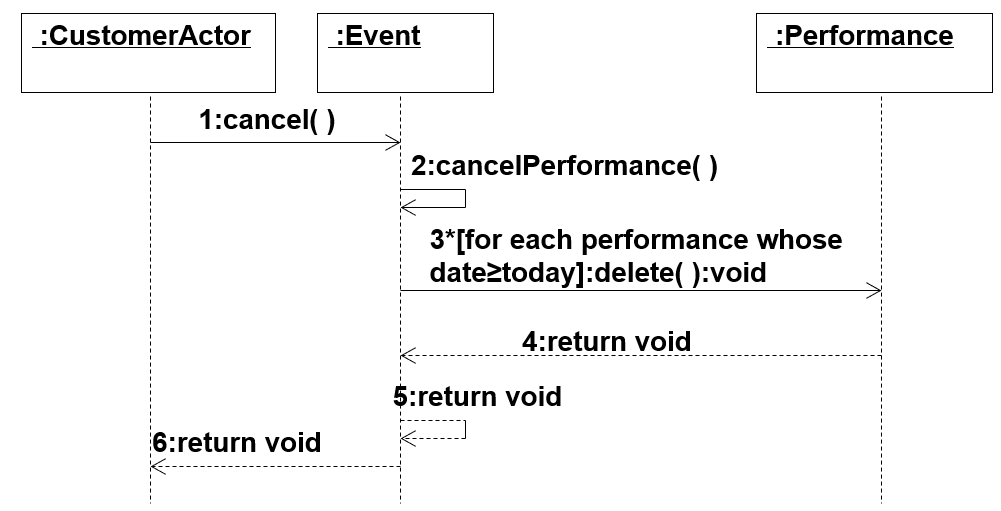 :CustomerActor
:Event
:Performance
1:cancel( )
2:cancelPerformance( )
3*[for each performance whose
date≥today]:delete( ):void
4:return void
5:return void
6:return void